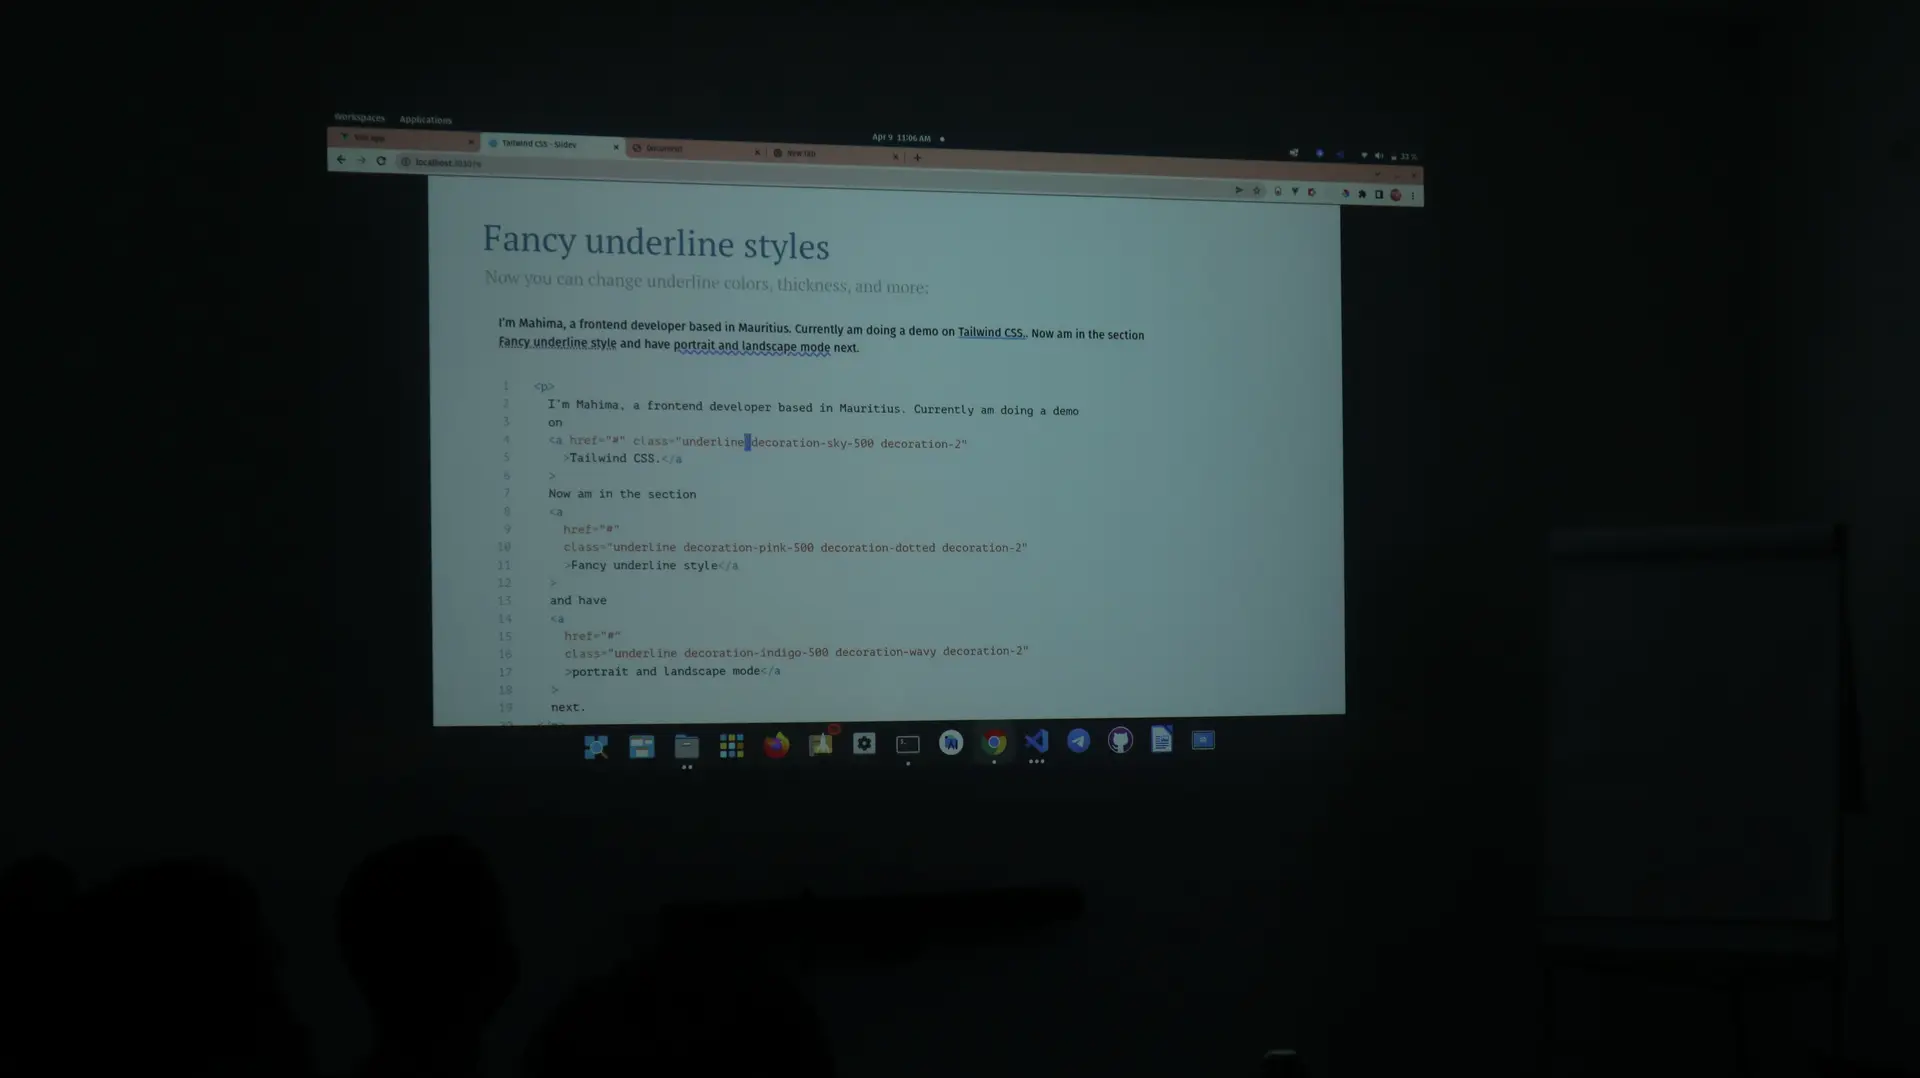 Workspaces Applications
Apr 9 11:06 AM
33 %
Tailwind CSS - Slidev
Document
New Tab
Fancy underline styles
Now you can change underline colors, thickness, and more:
I'm Mahima, a frontend developer based in Mauritius. Currently am doing a demo on Tailwind CSS.. Now am in the section
Fancy underline style and have portrait and landscape mode next.
1 <p>
2 I'm Mahima, a frontend developer based in Mauritius. Currently am doing a demo
3 on
4 <a href="#" class="underline decoration-sky-500 decoration-2"
5 >Tailwind CSS.</a
6 >
7 Now am in the section
8 <a
9 href="#"
10 class="underline decoration-pink-500 decoration-dotted decoration-2"
11 >Fancy underline style</a
12 >
13 and have
14 <a
15 href="#"
16 class="underline decoration-indigo-500 decoration-wavy decoration-2"
17 >portrait and landscape mode</a
18 >
19 next.